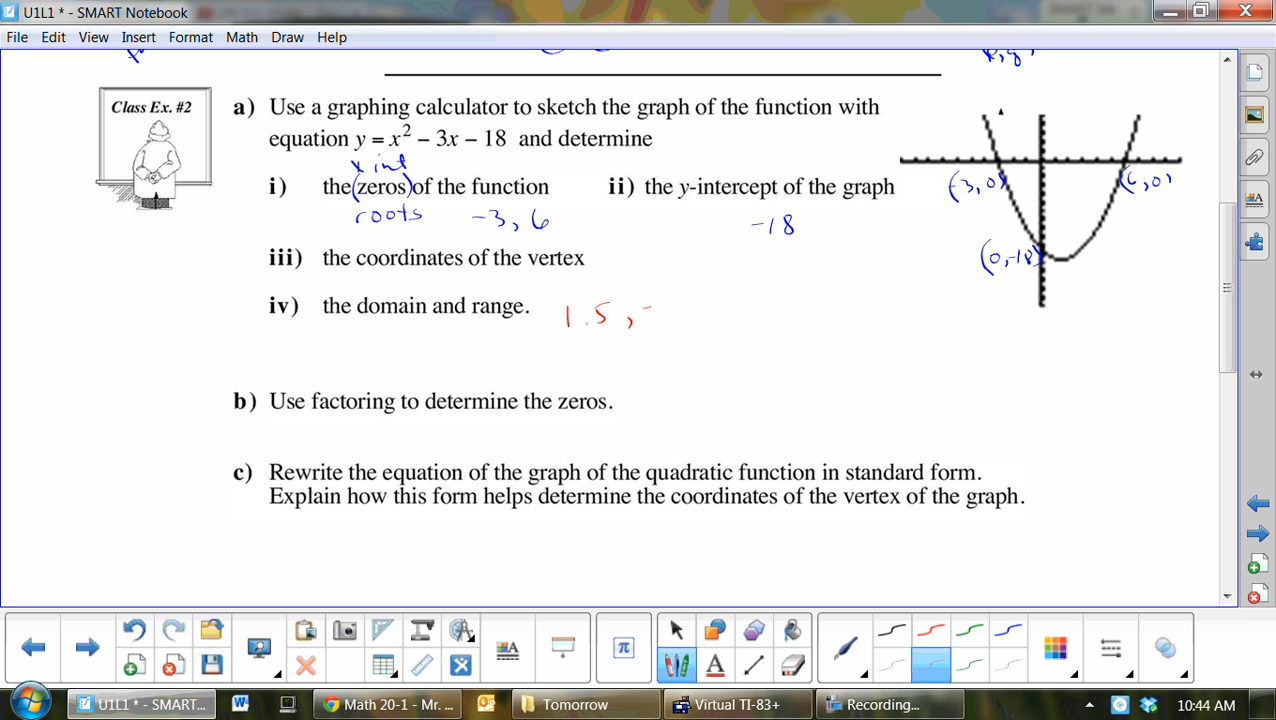 U1L1 * - SMART Notebook
File Edit View Insert Format Math Draw Help
Class Ex. #2
a) Use a graphing calculator to sketch the graph of the function with
equation y = x² − 3x − 18 and determine
x int
i) the (zeros) of the function ii) the y-intercept of the graph
roots -3, 6 -18
(-3, 0) (6, 0)
(0, -18)
iii) the coordinates of the vertex
iv) the domain and range.
1.5, -
b) Use factoring to determine the zeros.
c) Rewrite the equation of the graph of the quadratic function in standard form.
Explain how this form helps determine the coordinates of the vertex of the graph.
π
A
U1L1 * - SMART...
Math 20-1 - Mr. ...
Tomorrow
Virtual TI-83+
Recording...
10:44 AM